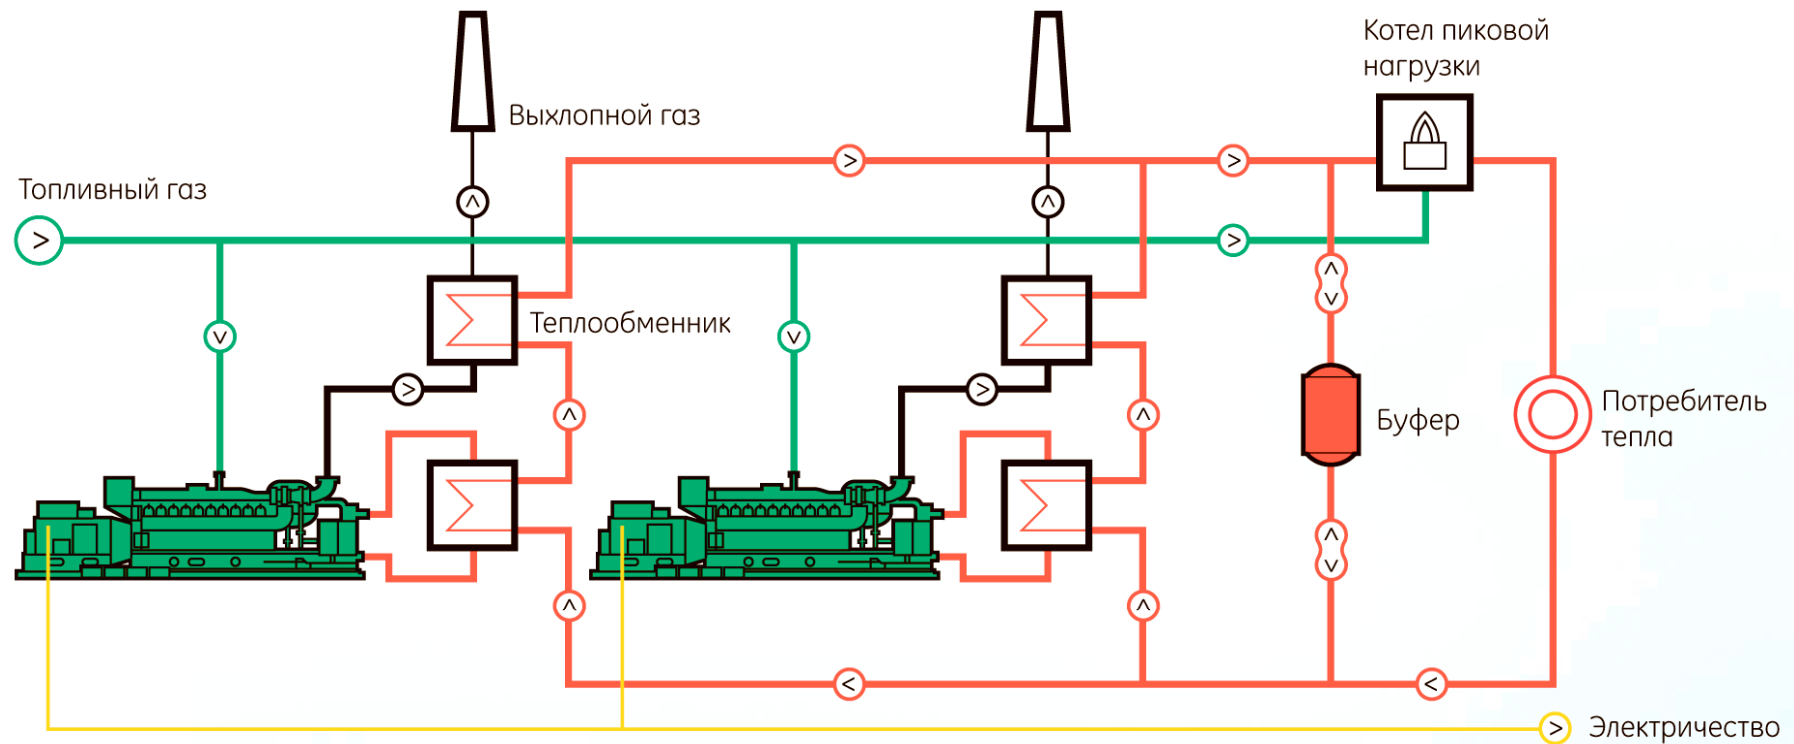 Котел пиковой
нагрузки
Выхлопной газ
Топливный газ
Теплообменник
Буфер
Потребитель
тепла
Электричество